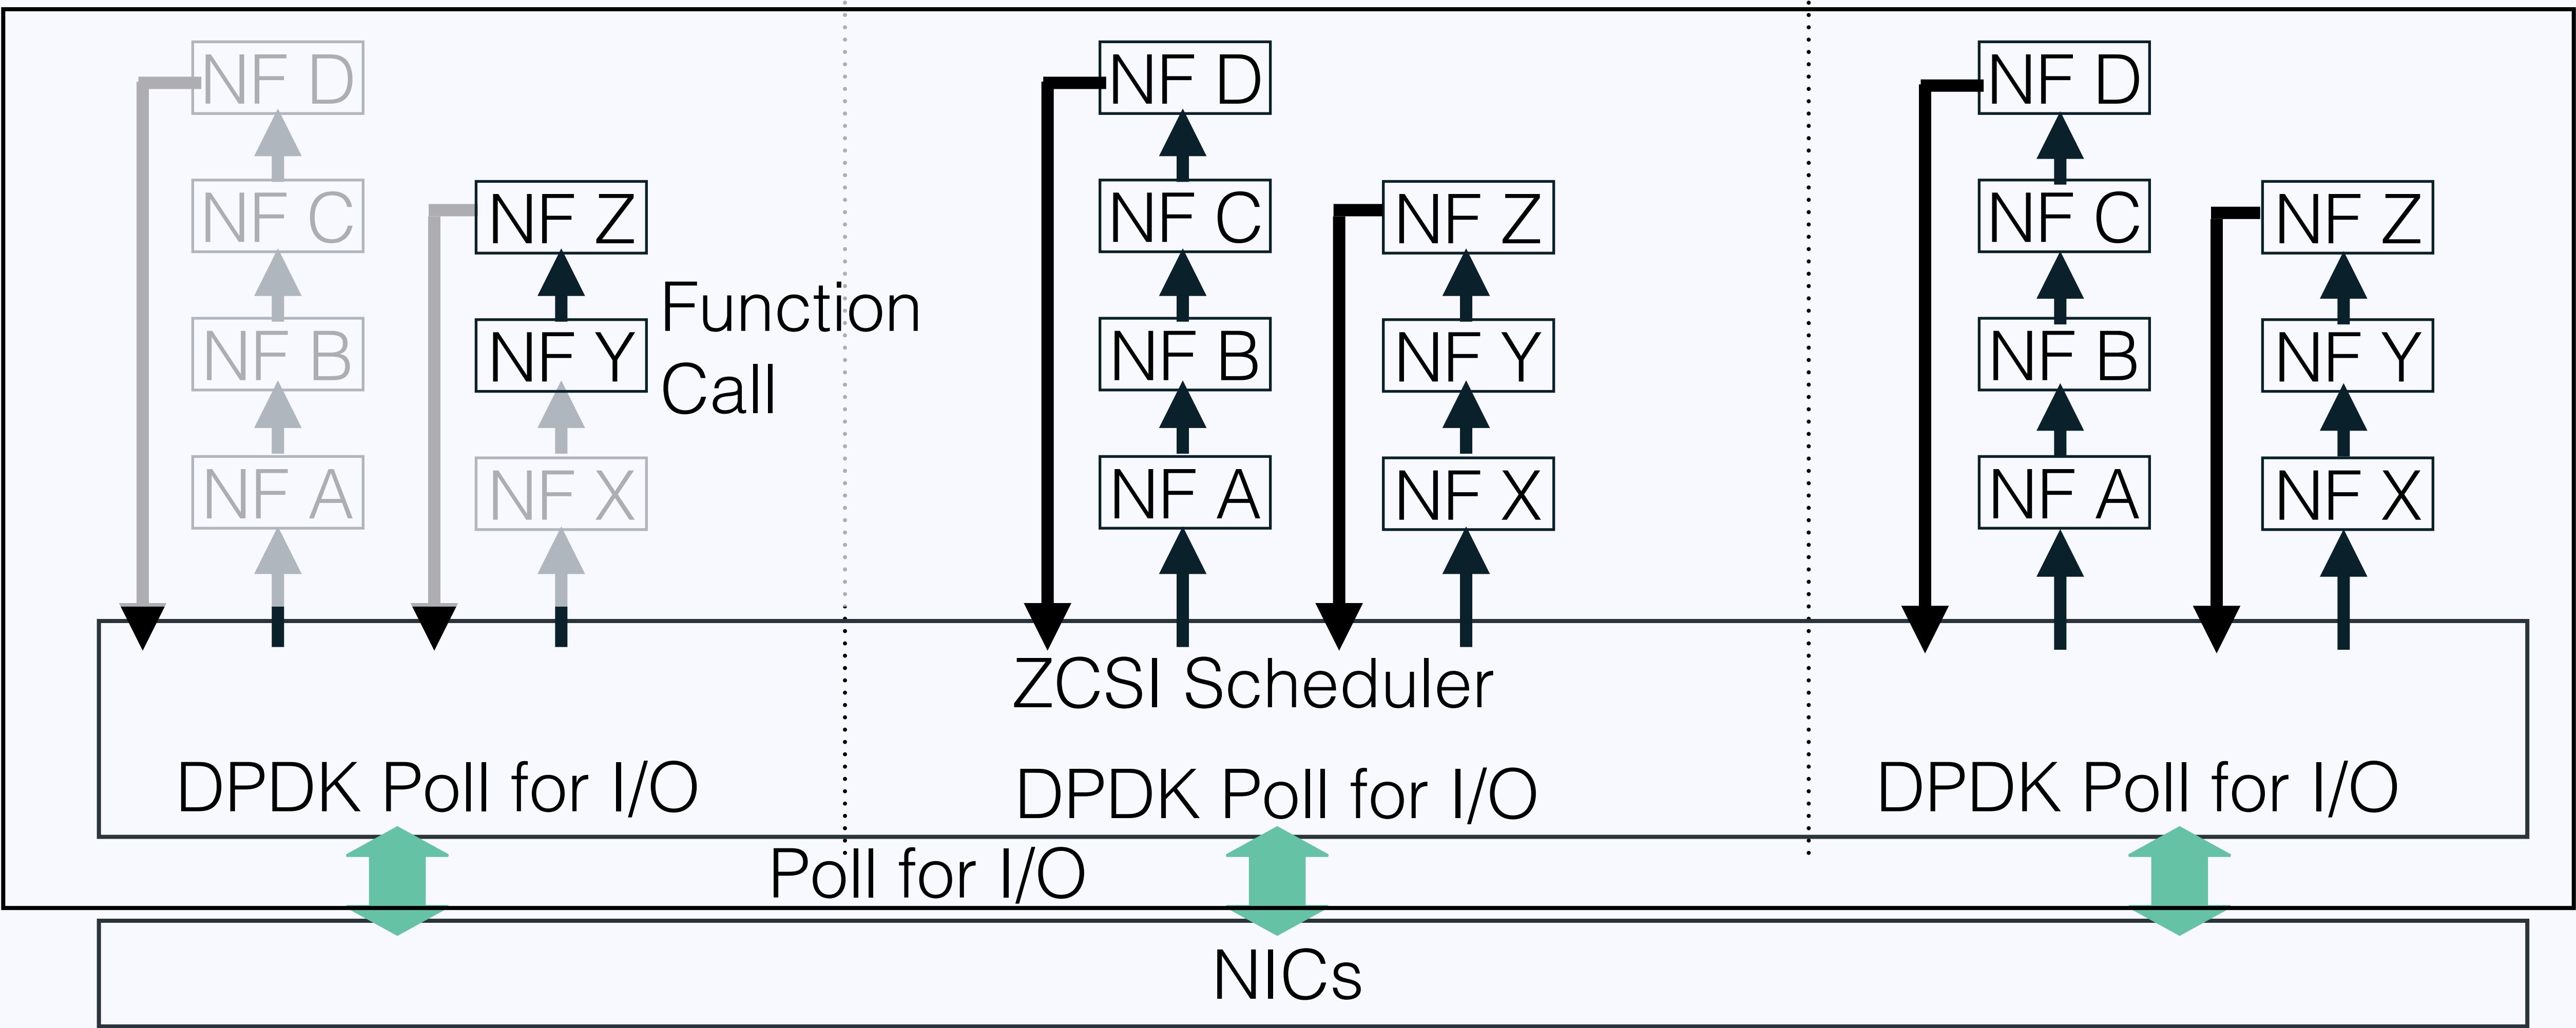 NF D
NF C
NF B
NF A
NF Z
NF Y
NF X
Function
Call
NF D
NF C
NF B
NF A
NF Z
NF Y
NF X
NF D
NF C
NF B
NF A
NF Z
NF Y
NF X
ZCSI Scheduler
DPDK Poll for I/O
DPDK Poll for I/O
DPDK Poll for I/O
Poll for I/O
NICs